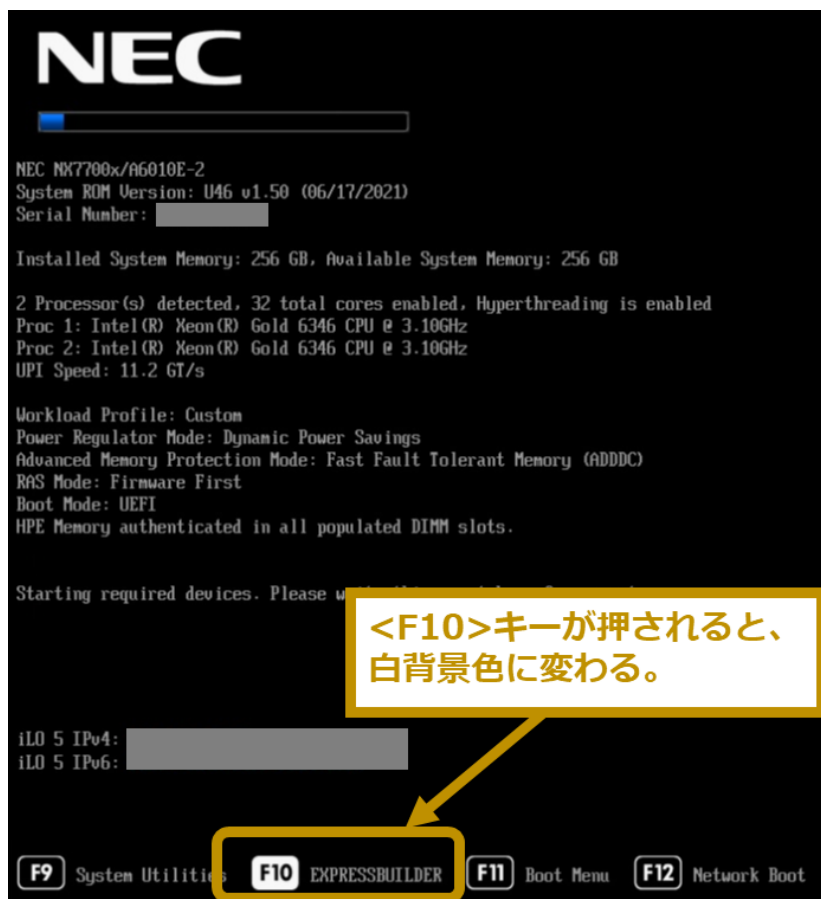 NEC
NEC NX7700x/A6010E-2
System ROM Version: U46 v1.50 (06/17/2021)
Serial Number:
Installed System Memory: 256 GB, Available System Memory: 256 GB
2 Processor(s) detected, 32 total cores enabled, Hyperthreading is enabled
Proc 1: Intel(R) Xeon(R) Gold 6346 CPU @ 3.10GHz
Proc 2: Intel(R) Xeon(R) Gold 6346 CPU @ 3.10GHz
UPI Speed: 11.2 GT/s
Workload Profile: Custom
Power Regulator Mode: Dynamic Power Savings
Advanced Memory Protection Mode: Fast Fault Tolerant Memory (ADDDC)
RAS Mode: Firmware First
Boot Mode: UEFI
HPE Memory authenticated in all populated DIMM slots.
Starting required devices. Please
<F10>キーが押されると、
白背景色に変わる。
iLO 5 IPv4:
iLO 5 IPv6:
F9 System Utilities F10 EXPRESSBUILDER F11 Boot Menu F12 Network Boot